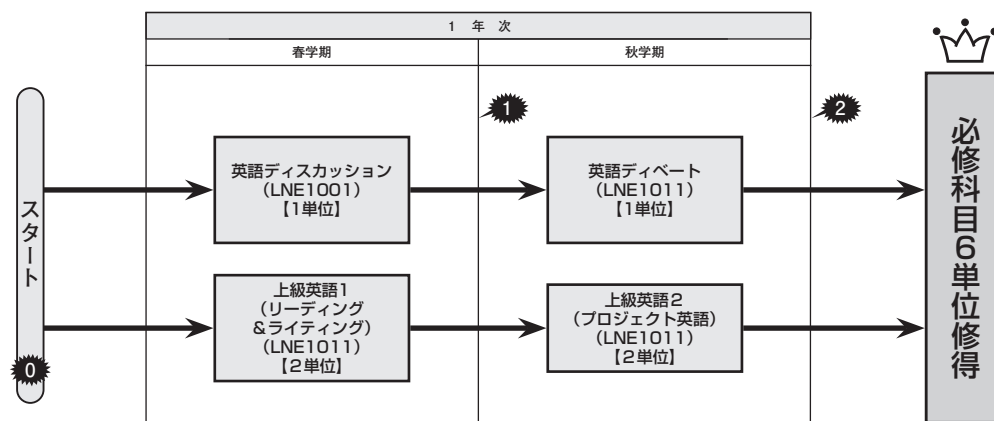 1 年 次
春学期
秋学期
スタート
0
1
2
英語ディスカッション
(LNE1001)
【1単位】
英語ディベート
(LNE1011)
【1単位】
上級英語1
(リーディング
&ライティング)
(LNE1011)
【2単位】
上級英語2
(プロジェクト英語)
(LNE1011)
【2単位】
必修科目6単位修得